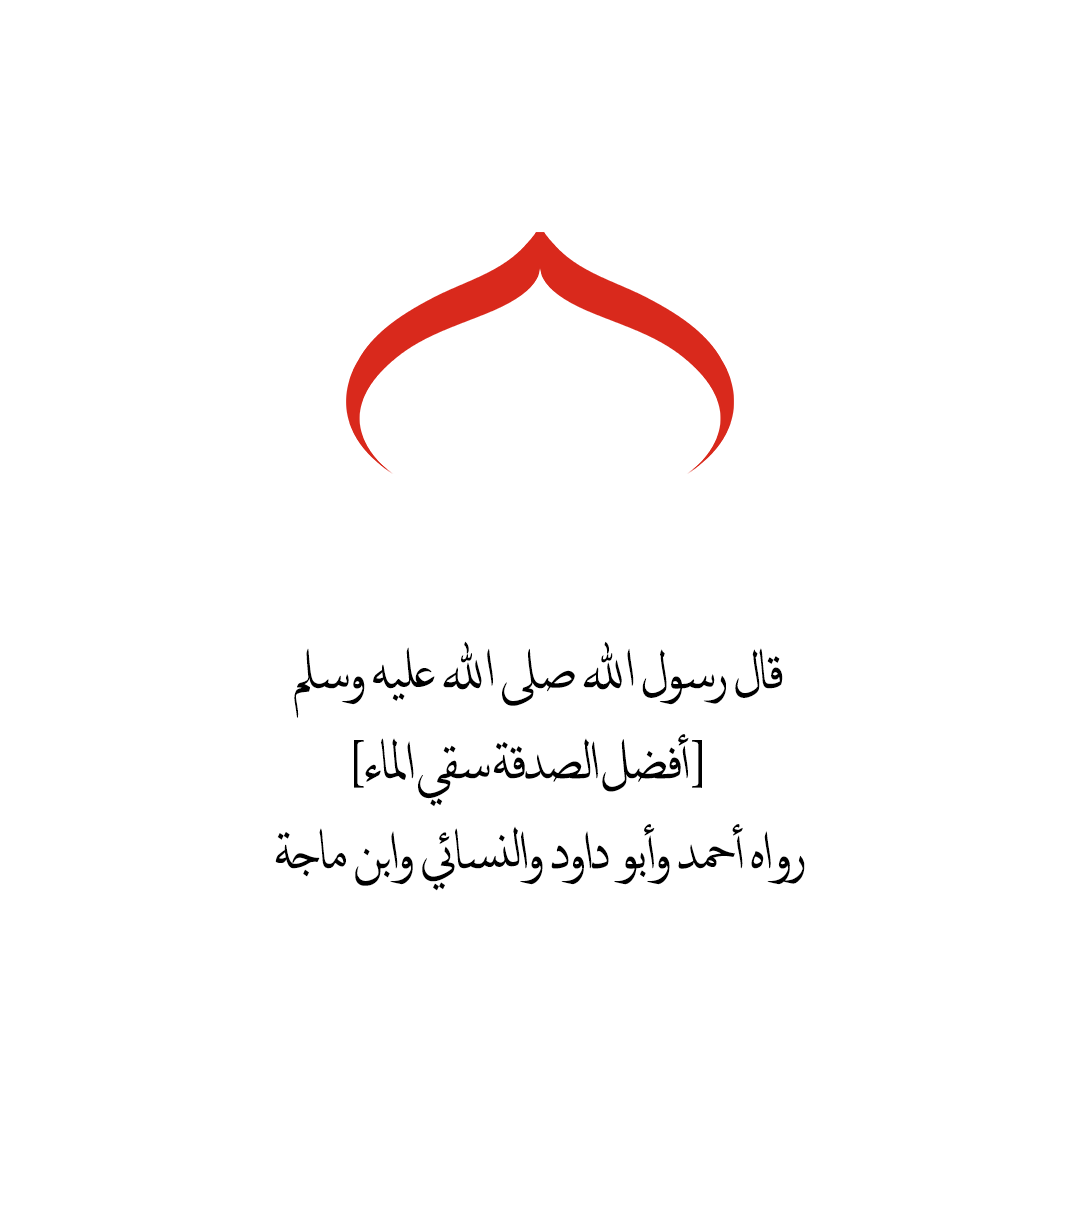 قال رسول الله صلى الله عليه وسلم
[أفضل الصدقة سقي الماء]
رواه أحمد وأبو داود والنسائي وابن ماجة